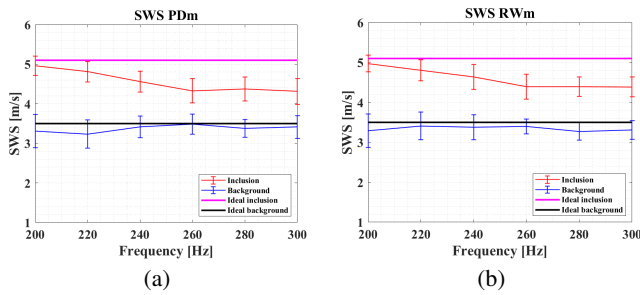 SWS PDm
6
5
4
3
2
1
SWS [m/s]
200 220 240 260 280 300
Frequency [Hz]
Inclusion
Background
Ideal inclusion
Ideal background
(a)
SWS RWm
6
5
4
3
2
1
SWS [m/s]
200 220 240 260 280 300
Frequency [Hz]
Inclusion
Background
Ideal inclusion
Ideal background
(b)